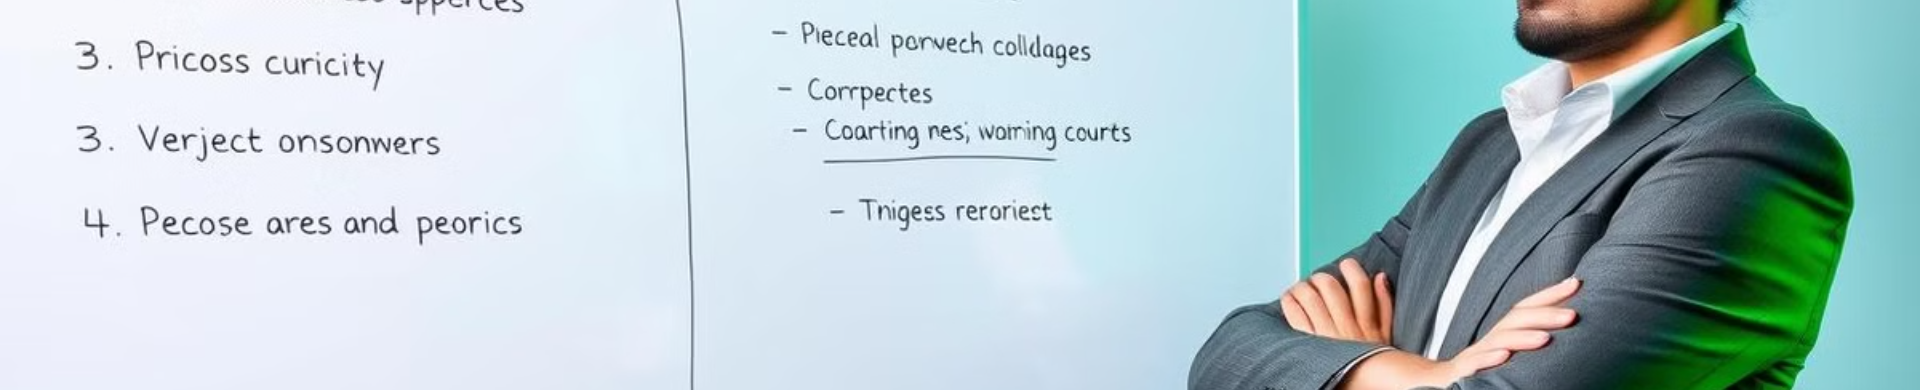 3. Pricoss curicity
3. Verject onsonwers
4. Pecose ares and peorics
- Pieceal porvech colldages
- Corrpectes
- Coarting nes; woming courts
- Tnigess reroriest